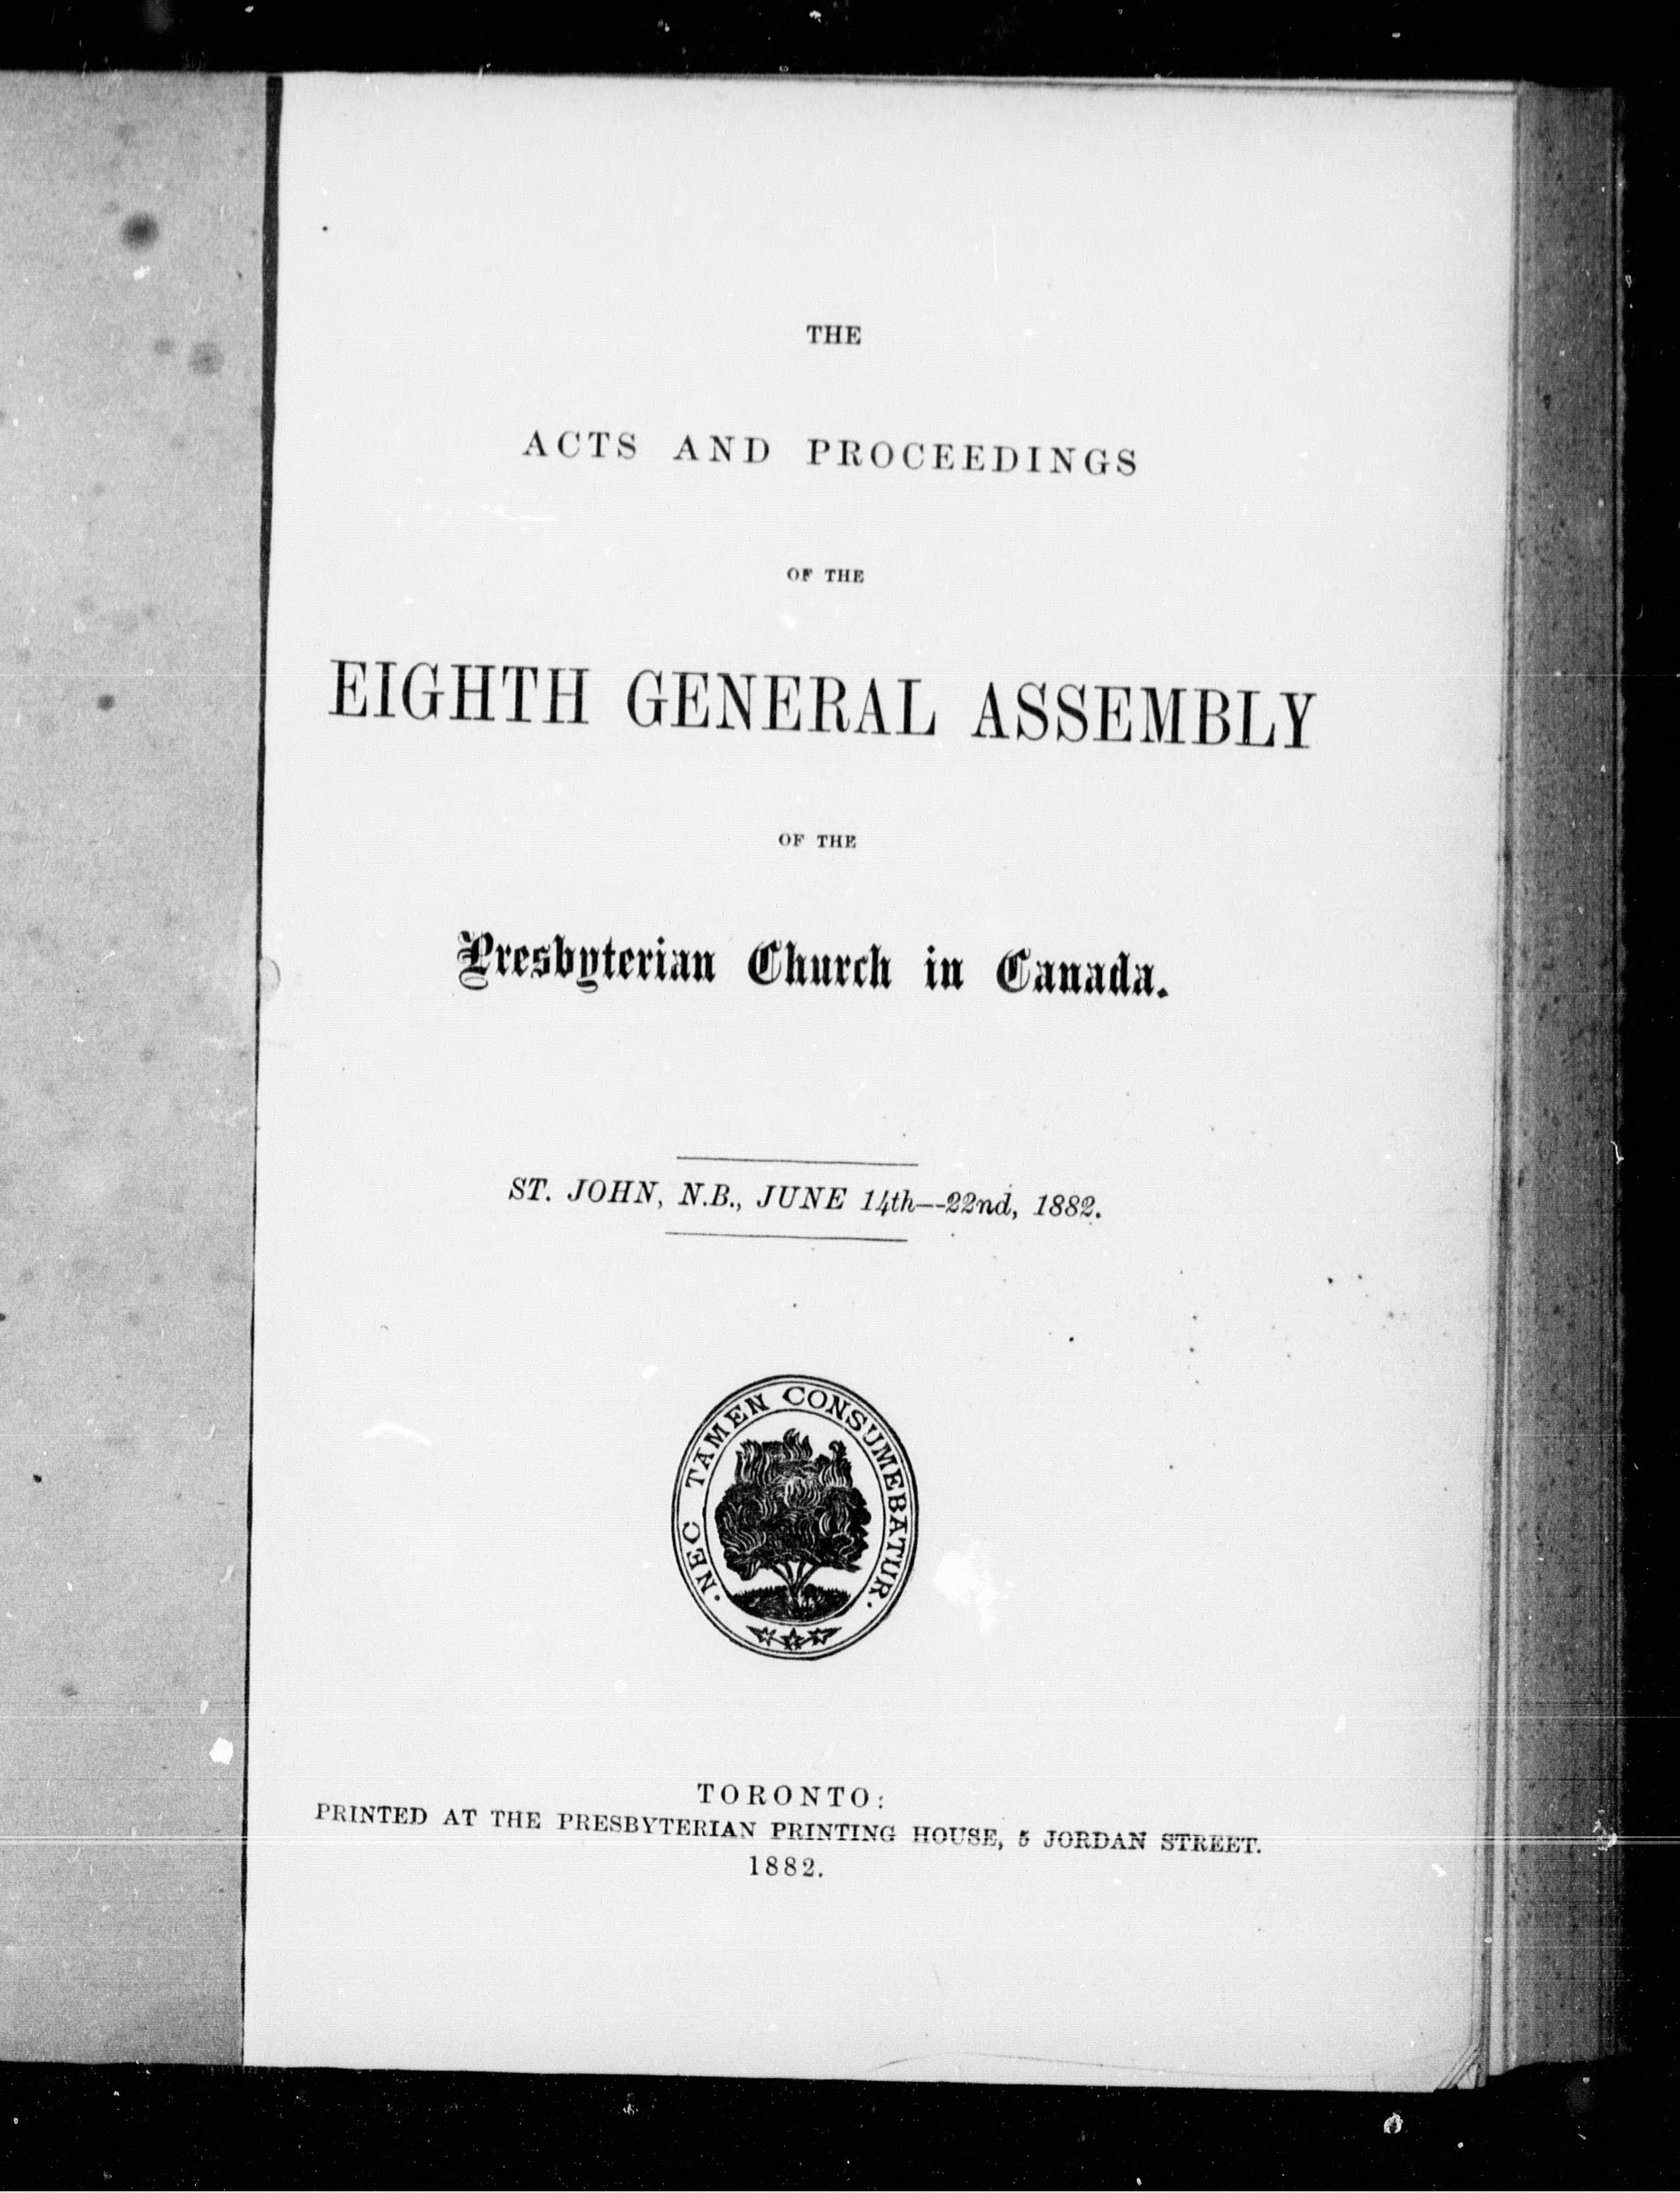 THE
ACTS AND PROCEEDINGS
OF THE
EIGHTH GENERAL ASSEMBLY
OF THE
Presbyterian Church in Canada.
ST. JOHN, N.B., JUNE 14th—22nd, 1882.
· NEC TAMEN CONSUMEBATUR ·
TORONTO:
PRINTED AT THE PRESBYTERIAN PRINTING HOUSE, 5 JORDAN STREET.
1882.